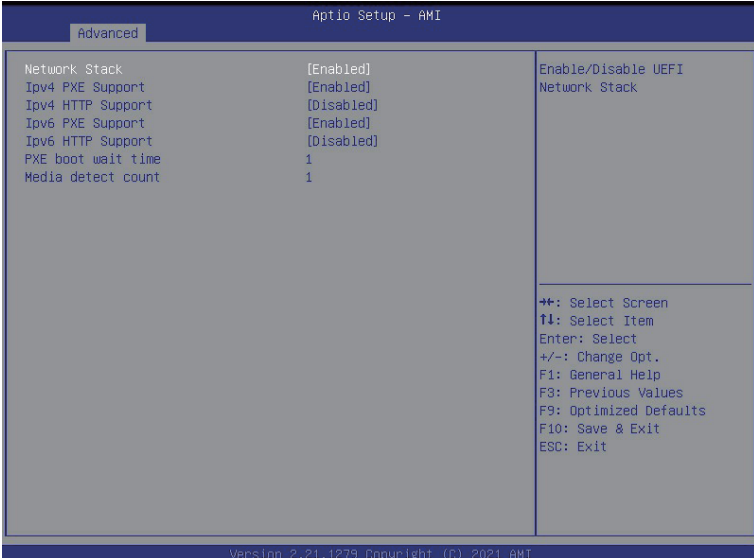 Aptio Setup – AMI
Advanced
Network Stack [Enabled]
Ipv4 PXE Support [Enabled]
Ipv4 HTTP Support [Disabled]
Ipv6 PXE Support [Enabled]
Ipv6 HTTP Support [Disabled]
PXE boot wait time 1
Media detect count 1
Enable/Disable UEFI
Network Stack
→←: Select Screen
↑↓: Select Item
Enter: Select
+/-: Change Opt.
F1: General Help
F3: Previous Values
F9: Optimized Defaults
F10: Save & Exit
ESC: Exit
Version 2.21.1279 Copyright (C) 2021 AMI